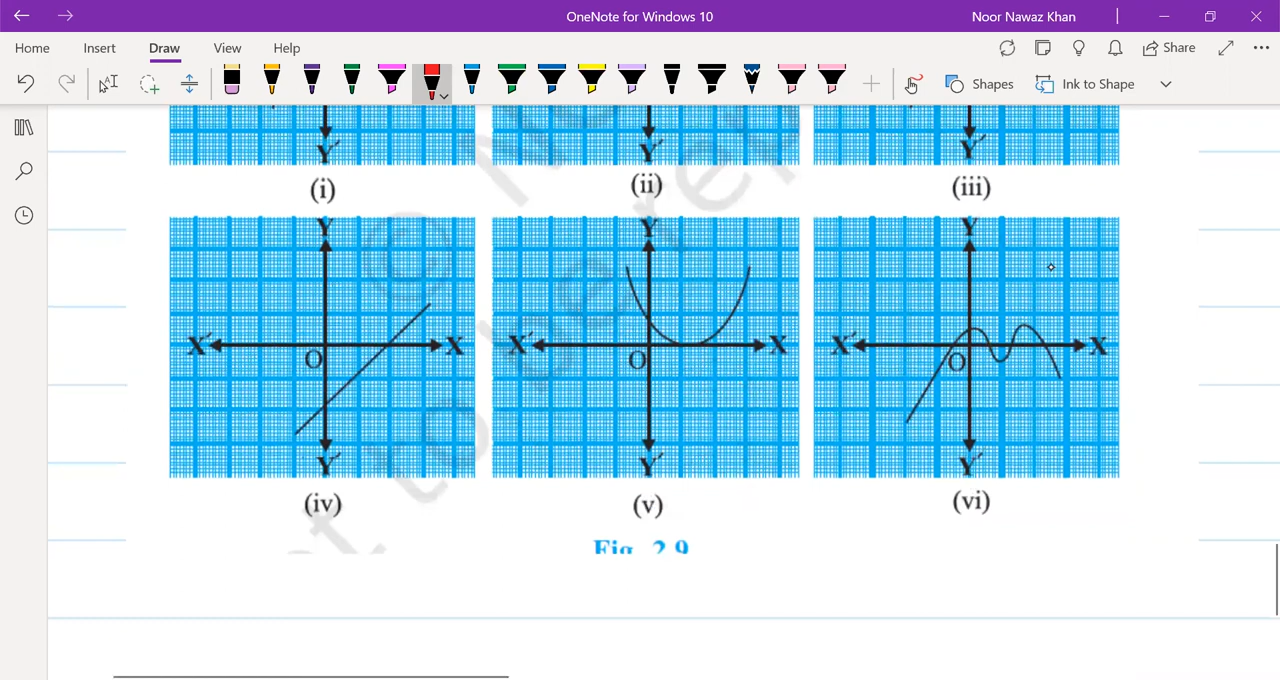 OneNote for Windows 10
Noor Nawaz Khan
Home Insert Draw View Help
Share
Shapes
Ink to Shape
Y′ Y′ Y′
(i) (ii) (iii)
Y Y Y
X′ X X′ X X′ X
O O O
Y′ Y′ Y′
(iv) (v) (vi)
Fig. 2.9